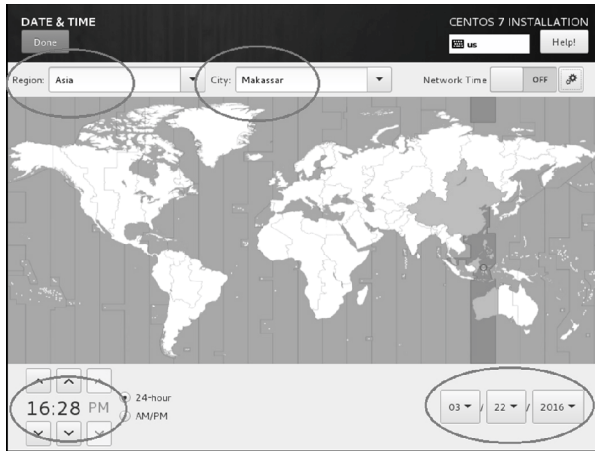 DATE & TIME
CENTOS 7 INSTALLATION
Done
us
Help!
Region: Asia
City: Makassar
Network Time
OFF
16:28 PM
24-hour
AM/PM
03 / 22 / 2016